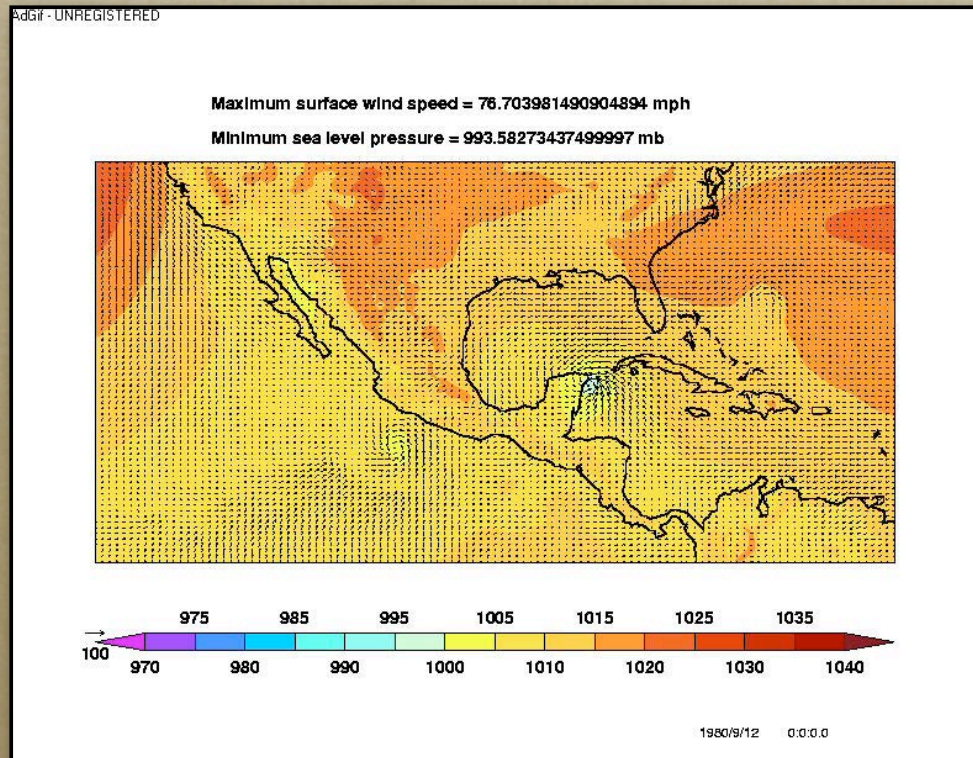 AdGif - UNREGISTERED
Maximum surface wind speed = 76.703981490904894 mph
Minimum sea level pressure = 993.58273437499997 mb
975 985 995 1005 1015 1025 1035
100
970 980 990 1000 1010 1020 1030 1040
1980/9/12 0:0:0.0